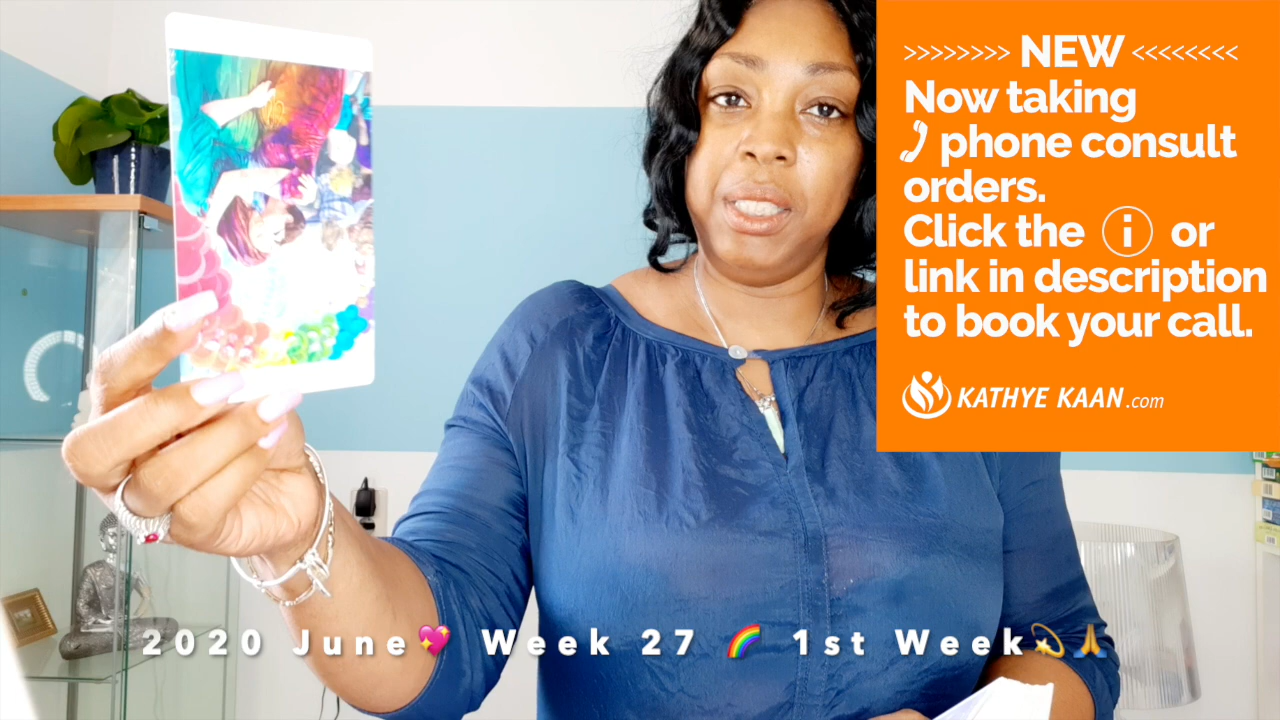 >>>>>>>> NEW <<<<<<<<
Now taking
phone consult
orders.
Click the i or
link in description
to book your call.
KATHYE KAAN.com
2020 June💖 Week 27 🌈 1st Week💫🙏